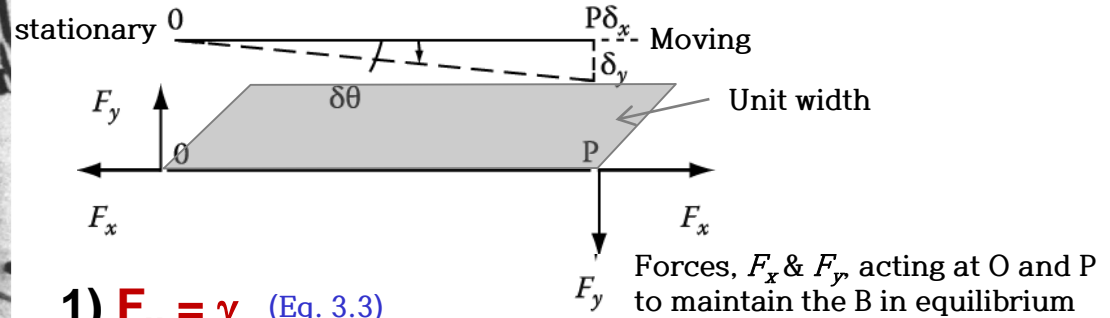 stationary 0 Pδx Moving
δy
Fy δθ Unit width
0 P
Fx Fx
Fy Forces, Fx & Fy, acting at O and P
to maintain the B in equilibrium
1) F = γ (Eq. 3.3)